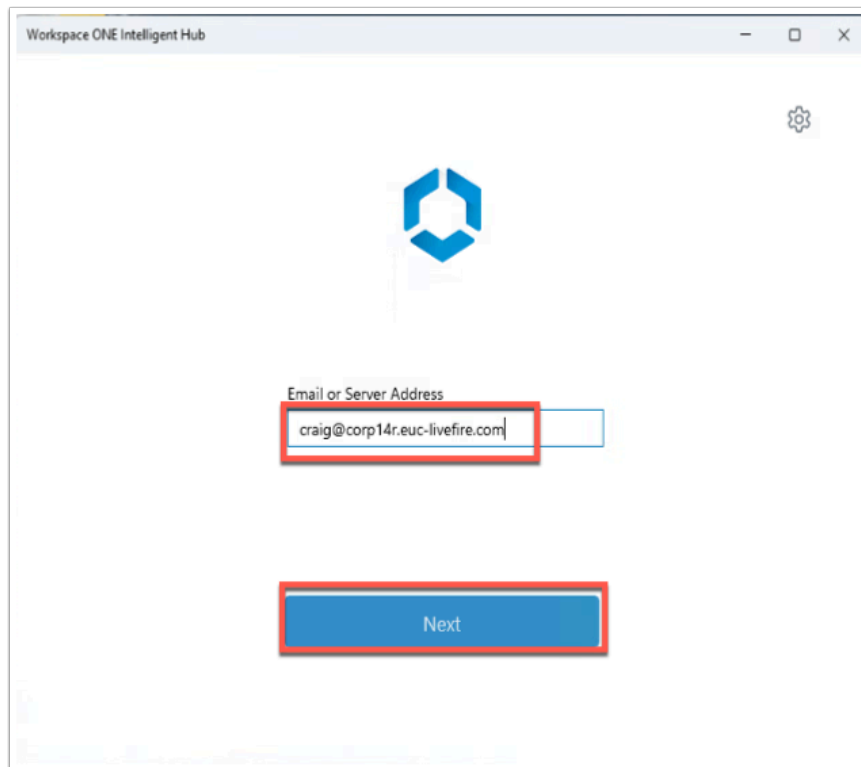 Workspace ONE Intelligent Hub
Email or Server Address
craig@corp14r.euc-livefire.com
Next